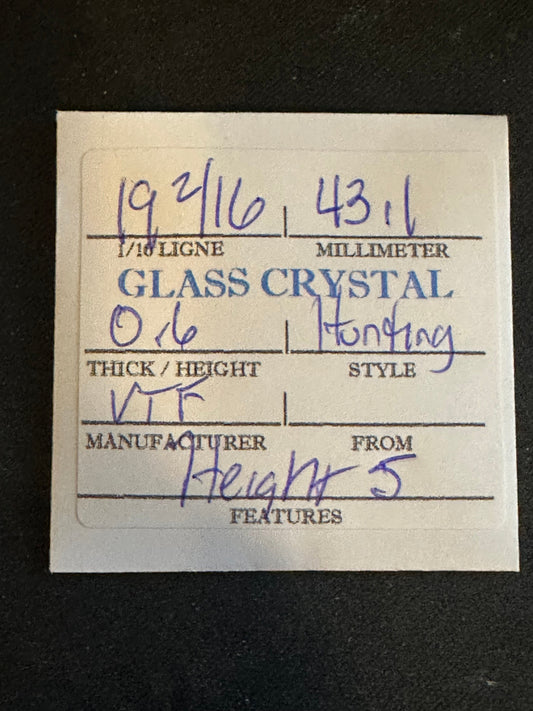 19 2/16 43.1
1/16 LIGNE MILLIMETER
GLASS CRYSTAL
0.6 Hunting
THICK / HEIGHT STYLE
VTF
MANUFACTURER FROM
Height 5
FEATURES